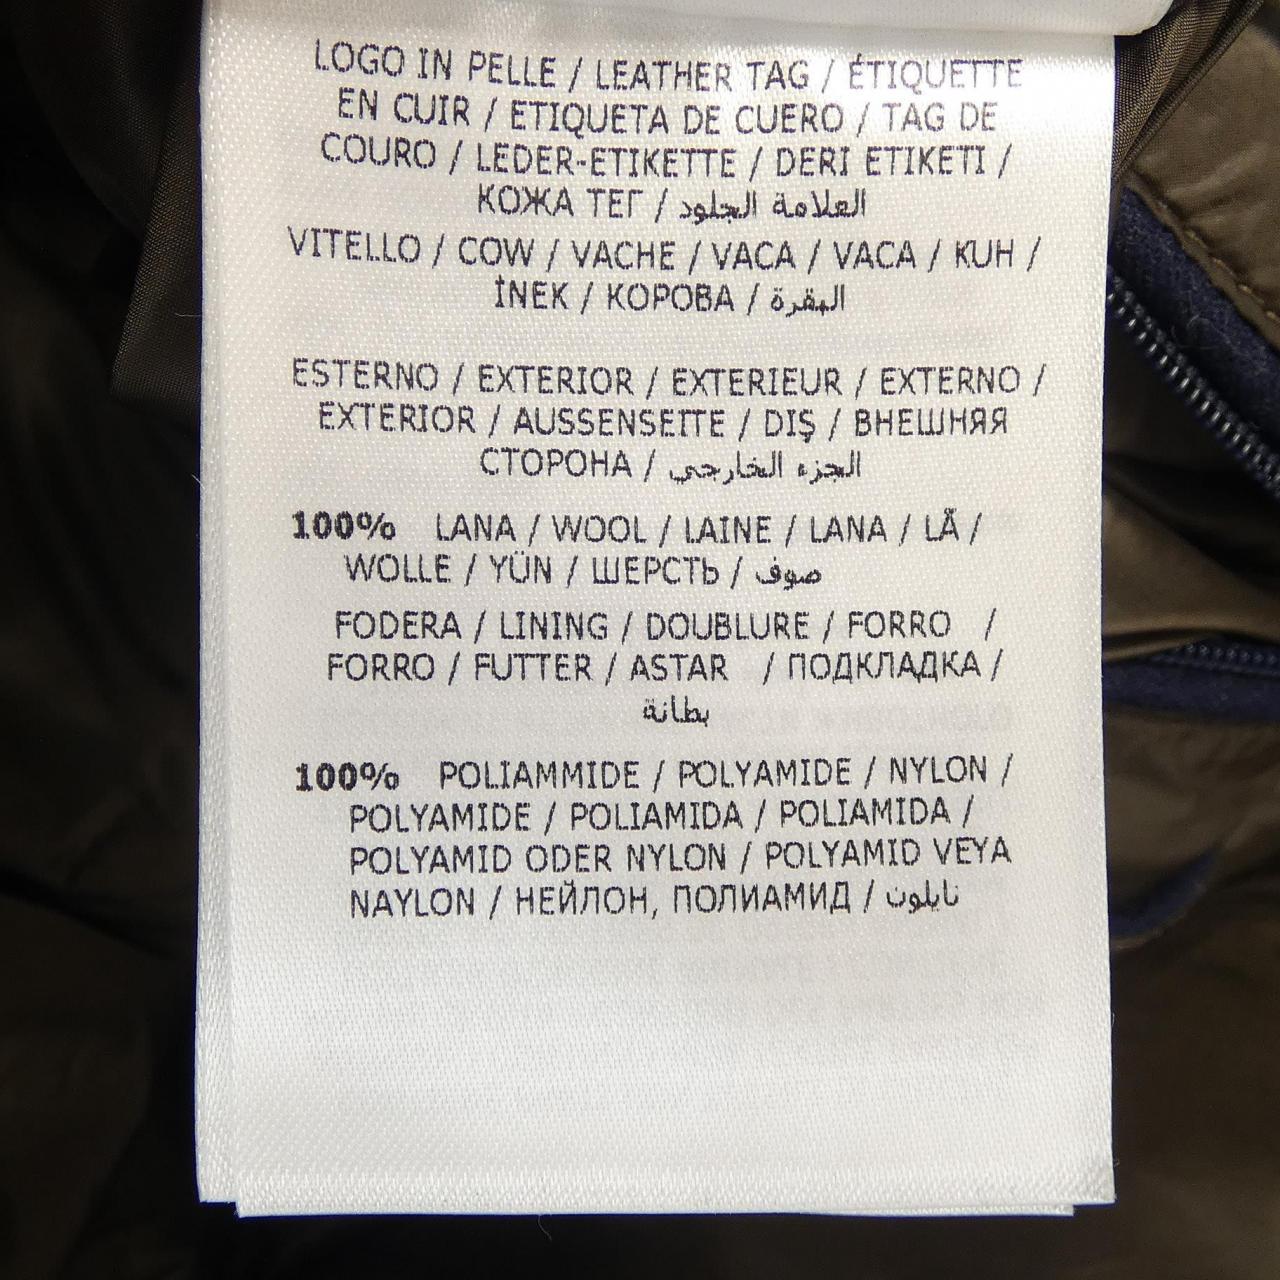 LOGO IN PELLE / LEATHER TAG / ÉTIQUETTE
EN CUIR / ETIQUETA DE CUERO / TAG DE
COURO / LEDER-ETIKETTE / DERI ETIKETI /
КОЖА ТЕГ / العلامة الجلود
VITELLO / COW / VACHE / VACA / VACA / KUH /
İNEK / КОРОВА / البقرة
ESTERNO / EXTERIOR / EXTERIEUR / EXTERNO /
EXTERIOR / AUSSENSEITE / DIŞ / ВНЕШНЯЯ
СТОРОНА / الجزء الخارجي
100% LANA / WOOL / LAINE / LANA / LÃ /
WOLLE / YÜN / ШЕРСТЬ / صوف
FODERA / LINING / DOUBLURE / FORRO /
FORRO / FUTTER / ASTAR / ПОДКЛАДКА /
بطانة
100% POLIAMMIDE / POLYAMIDE / NYLON /
POLYAMIDE / POLIAMIDA / POLIAMIDA /
POLYAMID ODER NYLON / POLYAMID VEYA
NAYLON / НЕЙЛОН, ПОЛИАМИД / نايلون